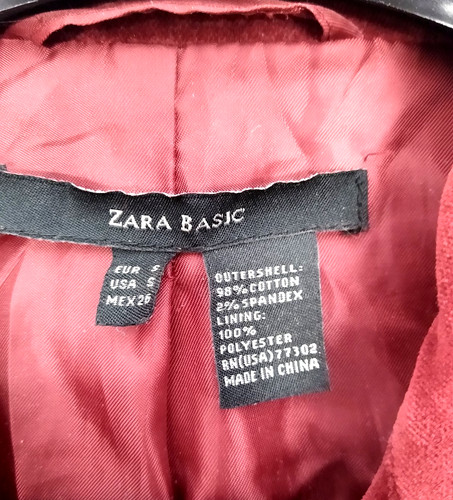 ZARA BASIC
EUR S
USA S
MEX 26
OUTERSHELL:
98% COTTON
2% SPANDEX
LINING:
100%
POLYESTER
RN(USA)77302
MADE IN CHINA